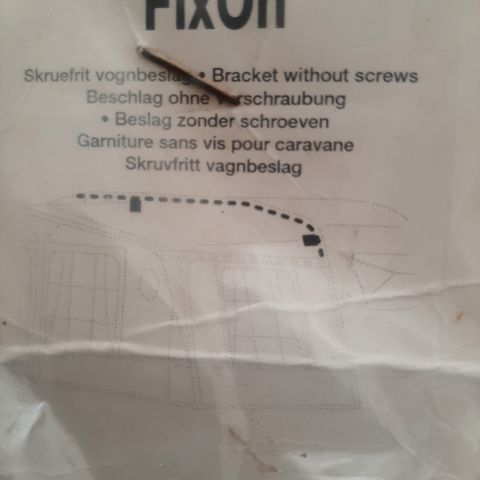 FixOn
Skruefrit vognbeslag • Bracket without screws
Beschlag ohne Verschraubung
• Beslag zonder schroeven
Garniture sans vis pour caravane
Skruvfritt vagnbeslag